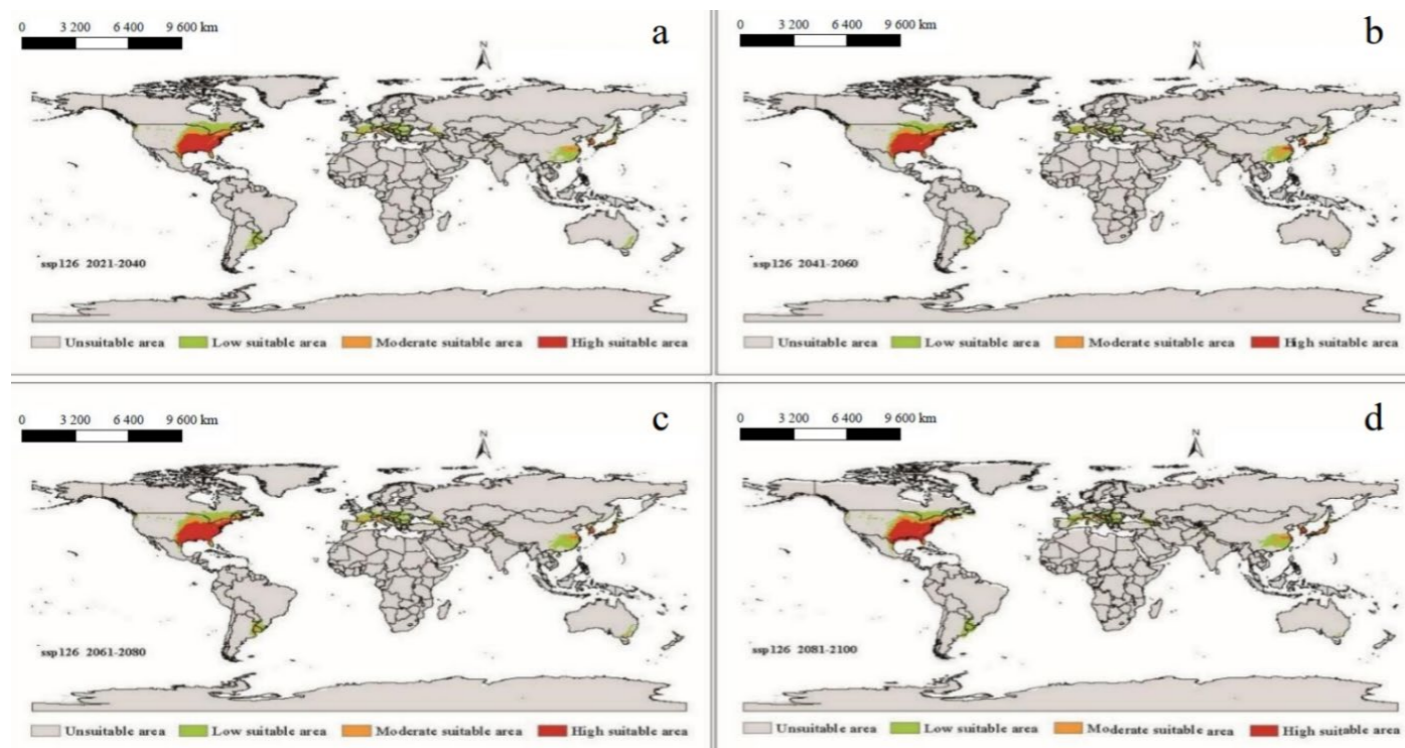 0 3 200 6 400 9 600 km
a
N
ssp126 2021-2040
Unsuitable area Low suitable area Moderate suitable area High suitable area
0 3 200 6 400 9 600 km
b
N
ssp126 2041-2060
Unsuitable area Low suitable area Moderate suitable area High suitable area
0 3 200 6 400 9 600 km
c
N
ssp126 2061-2080
Unsuitable area Low suitable area Moderate suitable area High suitable area
0 3 200 6 400 9 600 km
d
N
ssp126 2081-2100
Unsuitable area Low suitable area Moderate suitable area High suitable area